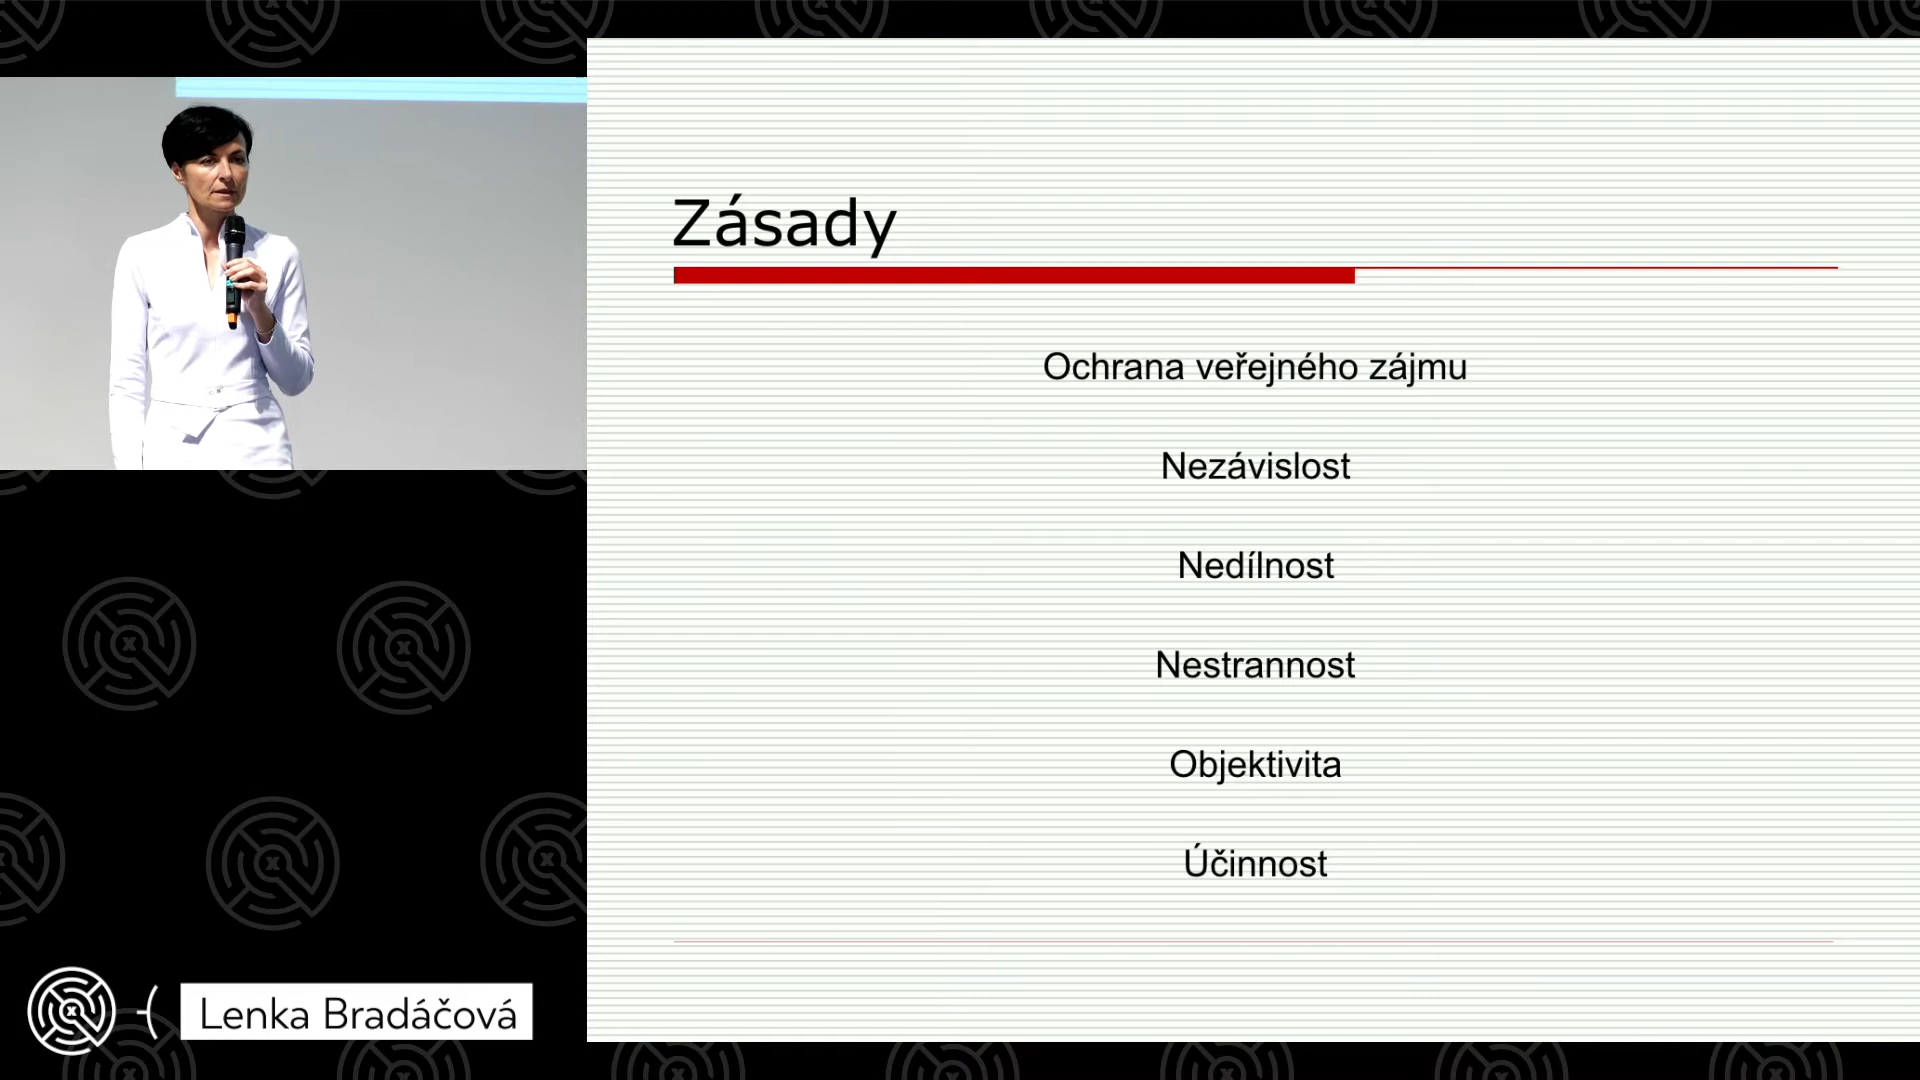 Zásady
Ochrana veřejného zájmu
Nezávislost
Nedílnost
Nestrannost
Objektivita
Účinnost
Lenka Bradáčová